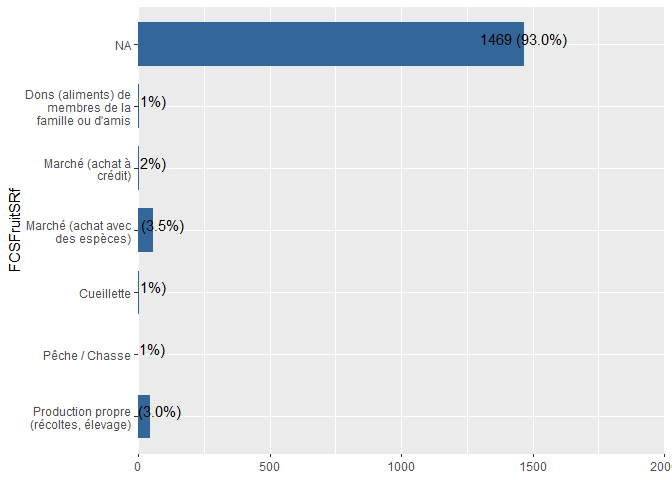 NA
1469 (93.0%)
Dons (aliments) de
membres de la
famille ou d'amis
1%)
Marché (achat à
crédit)
2%)
Marché (achat avec
des espèces)
(3.5%)
Cueillette
1%)
Pêche / Chasse
1%)
Production propre
(récoltes, élevage)
(3.0%)
FCSFruitSRf
0
500
1000
1500
200